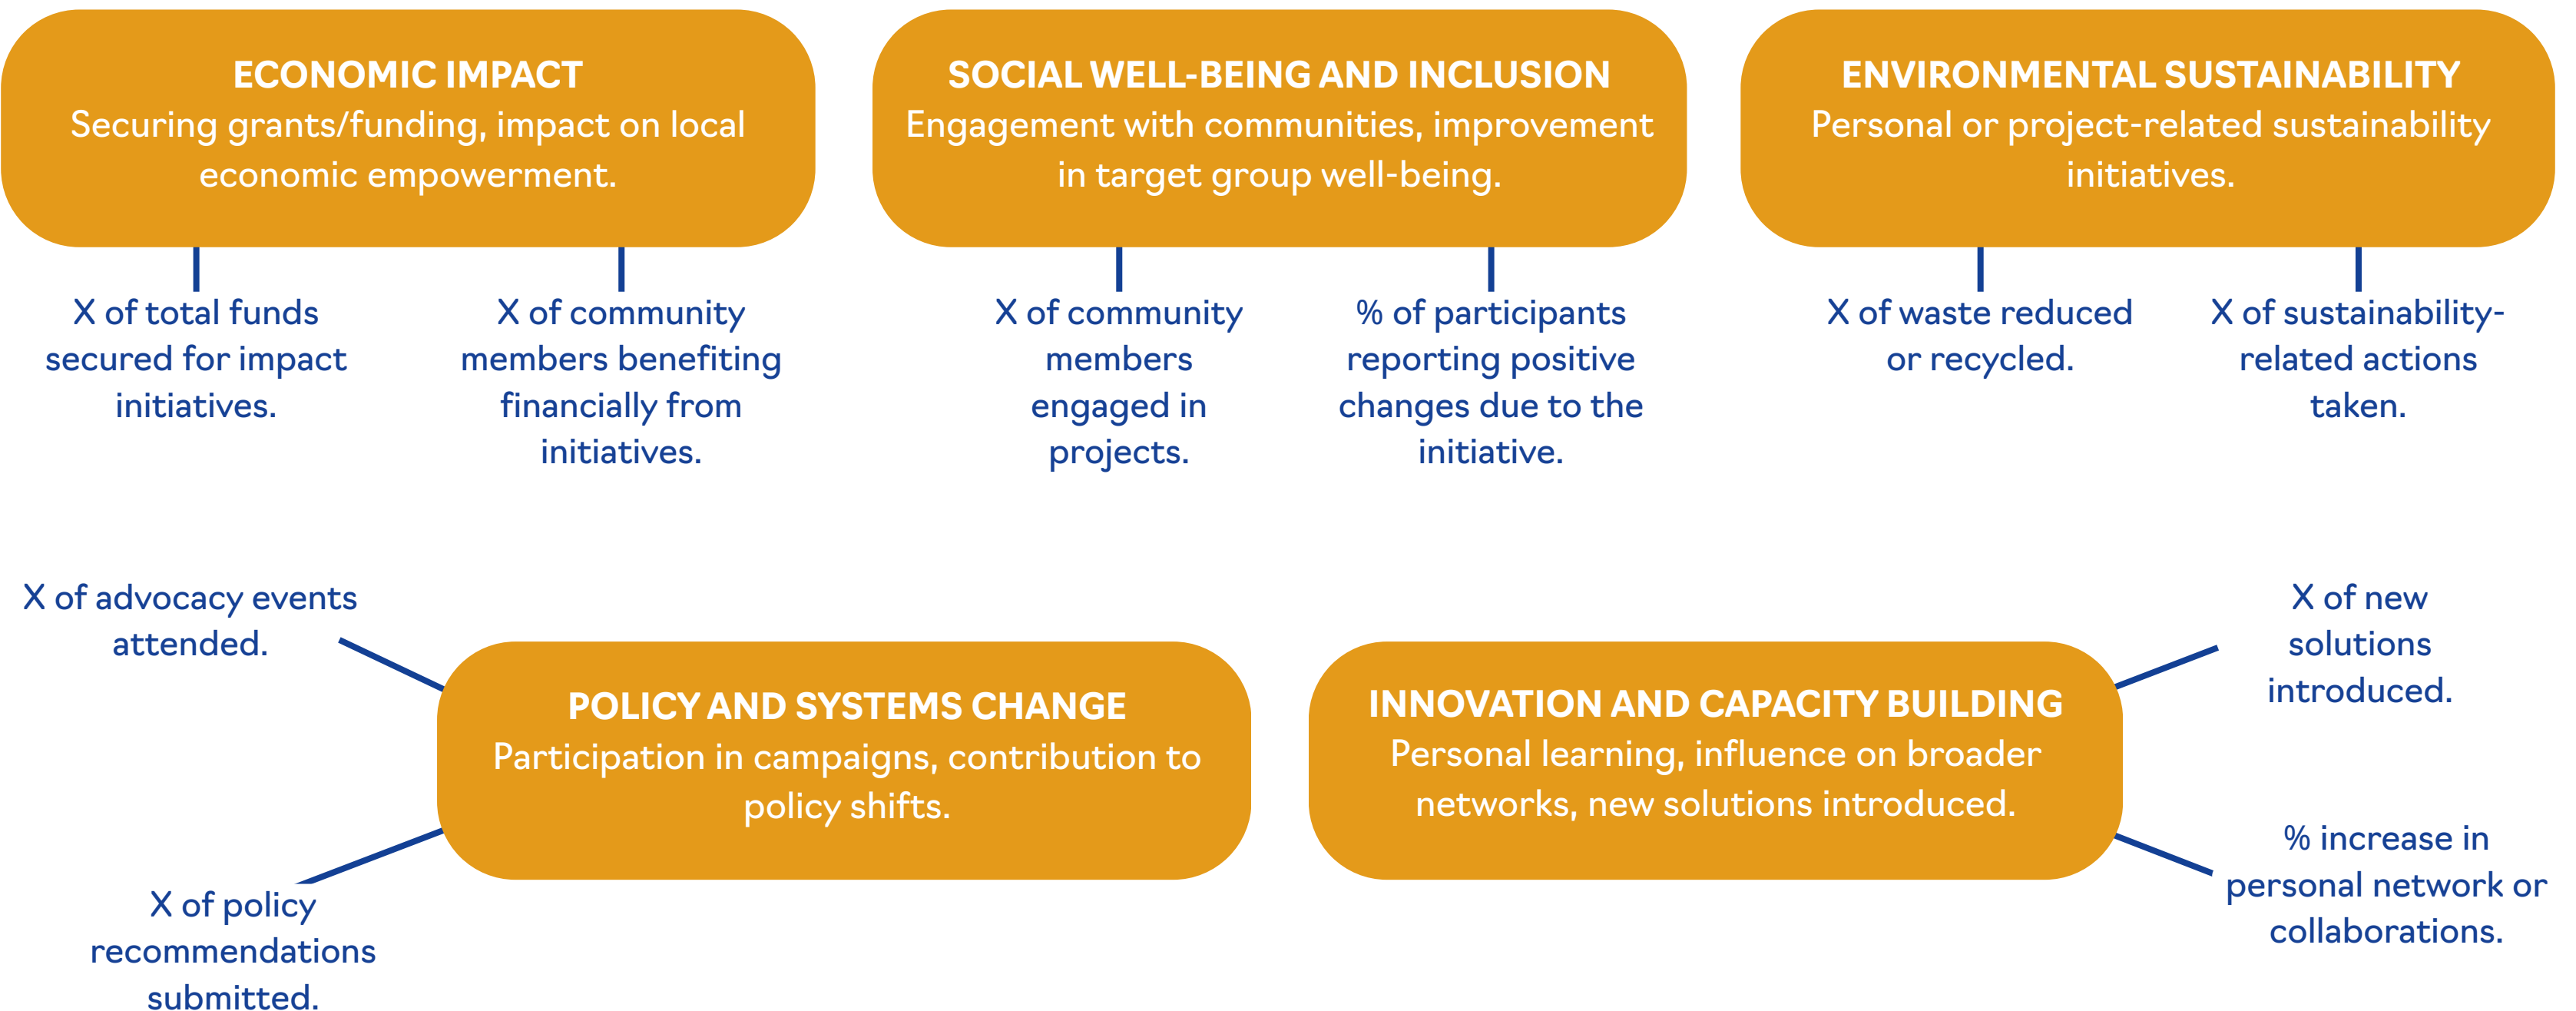 ECONOMIC IMPACT
Securing grants/funding, impact on local
economic empowerment.
X of total funds
secured for impact
initiatives.
X of community
members benefiting
financially from
initiatives.
SOCIAL WELL-BEING AND INCLUSION
Engagement with communities, improvement
in target group well-being.
X of community
members
engaged in
projects.
% of participants
reporting positive
changes due to the
initiative.
ENVIRONMENTAL SUSTAINABILITY
Personal or project-related sustainability
initiatives.
X of waste reduced
or recycled.
X of sustainability-
related actions
taken.
X of advocacy events
attended.
POLICY AND SYSTEMS CHANGE
Participation in campaigns, contribution to
policy shifts.
X of policy
recommendations
submitted.
INNOVATION AND CAPACITY BUILDING
Personal learning, influence on broader
networks, new solutions introduced.
X of new
solutions
introduced.
% increase in
personal network or
collaborations.